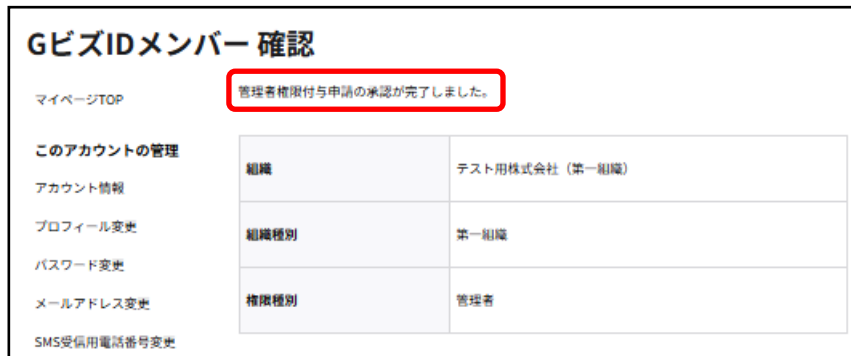 GビズIDメンバー 確認
マイページTOP
管理者権限付与申請の承認が完了しました。
このアカウントの管理
アカウント情報
プロフィール変更
パスワード変更
メールアドレス変更
SMS受信用電話番号変更
組織 テスト用株式会社（第一組織）
組織種別 第一組織
権限種別 管理者